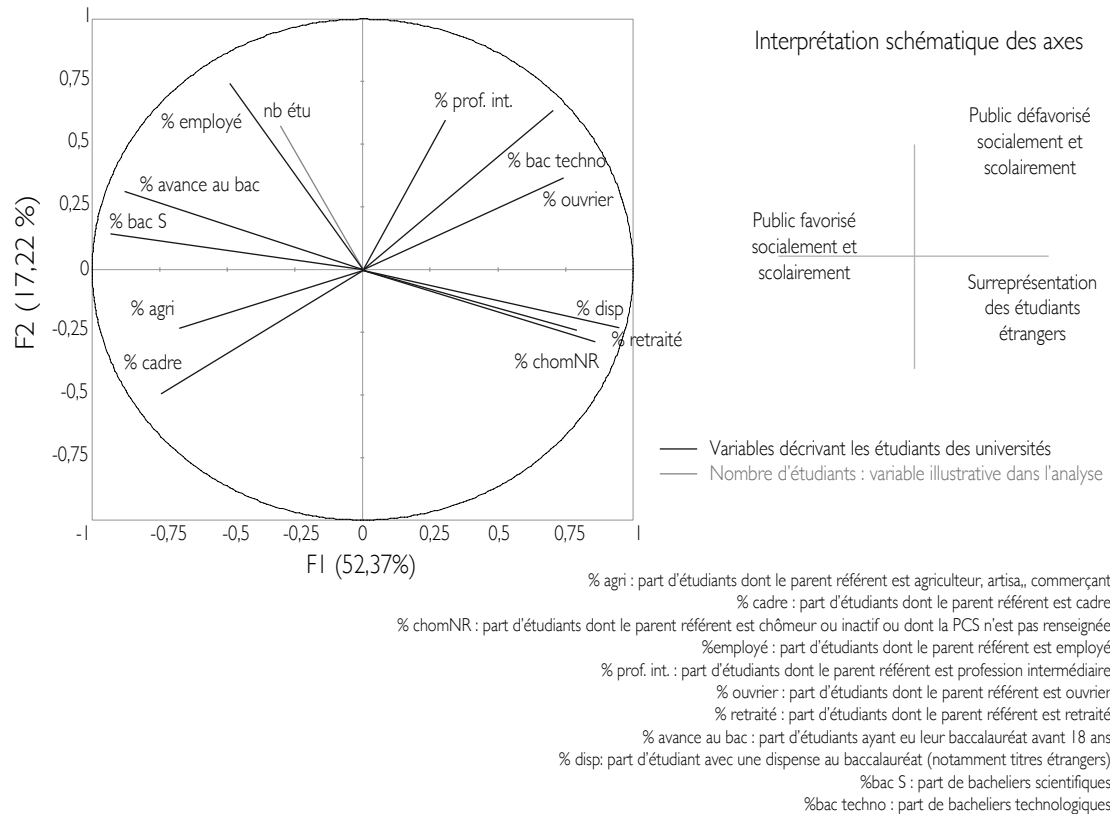 1
0,75
0,5
0,25
0
-0,25
-0,5
-0,75
F2 (17,22 %)
% employé
nb étu
% prof. int.
% bac techno
% ouvrier
% avance au bac
% bac S
% agri
% cadre
% disp
% retraité
% chomNR
-1
-0,75
-0,5
-0,25
0
0,25
0,5
0,75
1
F1 (52,37%)
Interprétation schématique des axes
Public défavorisé
socialement et
scolairement
Public favorisé
socialement et
scolairement
Surreprésentation
des étudiants
étrangers
Variables décrivant les étudiants des universités
Nombre d'étudiants : variable illustrative dans l'analyse
% agri : part d'étudiants dont le parent référent est agriculteur, artisa,, commerçant
% cadre : part d'étudiants dont le parent référent est cadre
% chomNR : part d'étudiants dont le parent référent est chômeur ou inactif ou dont la PCS n'est pas renseignée
%employé : part d'étudiants dont le parent référent est employé
% prof. int. : part d'étudiants dont le parent référent est profession intermédiaire
% ouvrier : part d'étudiants dont le parent référent est ouvrier
% retraité : part d'étudiants dont le parent référent est retraité
% avance au bac : part d'étudiants ayant eu leur baccalauréat avant 18 ans
% disp: part d'étudiant avec une dispense au baccalauréat (notamment titres étrangers)
%bac S : part de bacheliers scientifiques
%bac techno : part de bacheliers technologiques